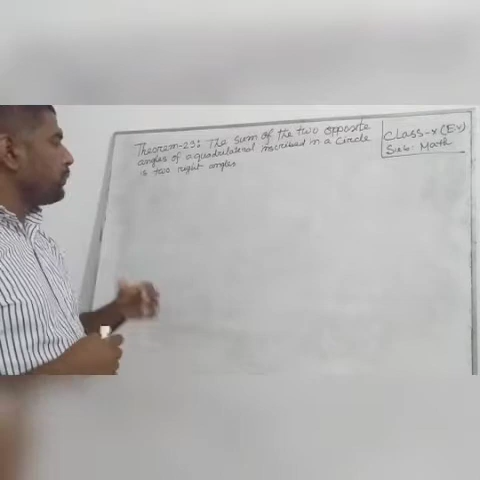 Theorem-23: The sum of the two opposite
angles of a quadrilateral inscribed in a circle
is two right angles.
Class-X (EV)
Sub: Math